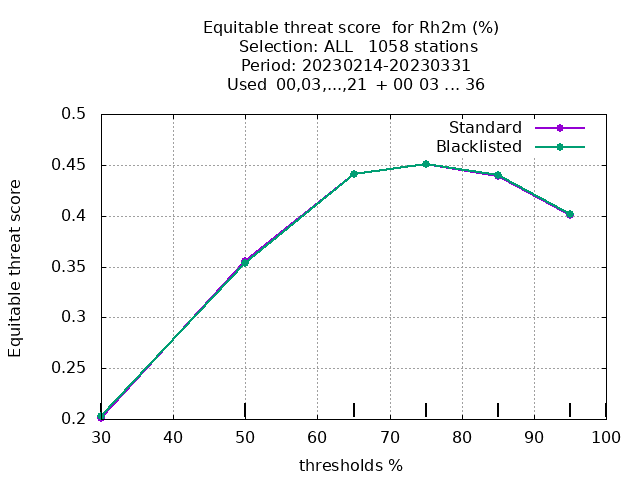 Equitable threat score  for Rh2m (%)
Selection: ALL   1058 stations
Period: 20230214-20230331
Used  00,03,...,21  + 00 03 ... 36
Standard
Blacklisted
0.5
0.45
0.4
0.35
0.3
0.25
0.2
Equitable threat score
30 40 50 60 70 80 90 100
thresholds %